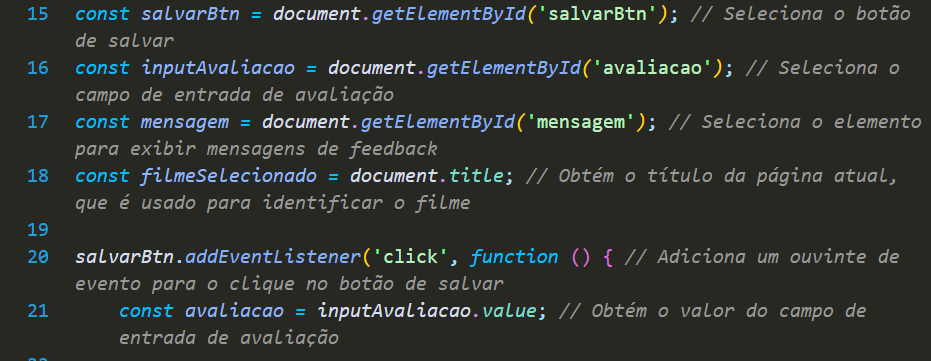 15 const salvarBtn = document.getElementById('salvarBtn'); // Seleciona o botão
de salvar
16 const inputAvaliacao = document.getElementById('avaliacao'); // Seleciona o
campo de entrada de avaliação
17 const mensagem = document.getElementById('mensagem'); // Seleciona o elemento
para exibir mensagens de feedback
18 const filmeSelecionado = document.title; // Obtém o título da página atual,
que é usado para identificar o filme
19
20 salvarBtn.addEventListener('click', function () { // Adiciona um ouvinte de
evento para o clique no botão de salvar
21 const avaliacao = inputAvaliacao.value; // Obtém o valor do campo de
entrada de avaliação